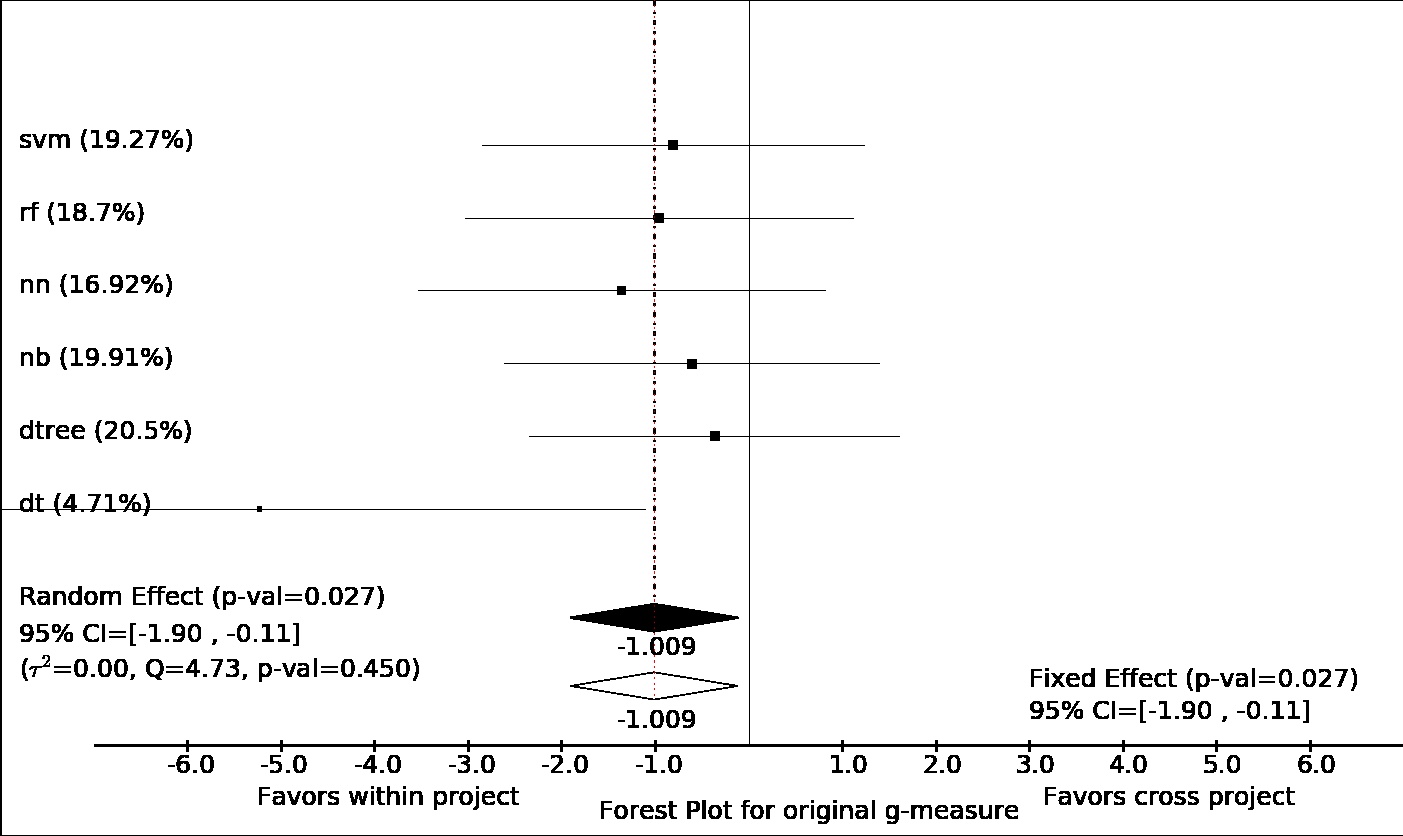 svm (19.27%)
rf (18.7%)
nn (16.92%)
nb (19.91%)
dtree (20.5%)
dt (4.71%)
Random Effect (p-val=0.027)
95% CI=[-1.90 , -0.11]
(τ²=0.00, Q=4.73, p-val=0.450)
-1.009
-1.009
Fixed Effect (p-val=0.027)
95% CI=[-1.90 , -0.11]
-6.0 -5.0 -4.0 -3.0 -2.0 -1.0 1.0 2.0 3.0 4.0 5.0 6.0
Favors within project
Forest Plot for original g-measure
Favors cross project